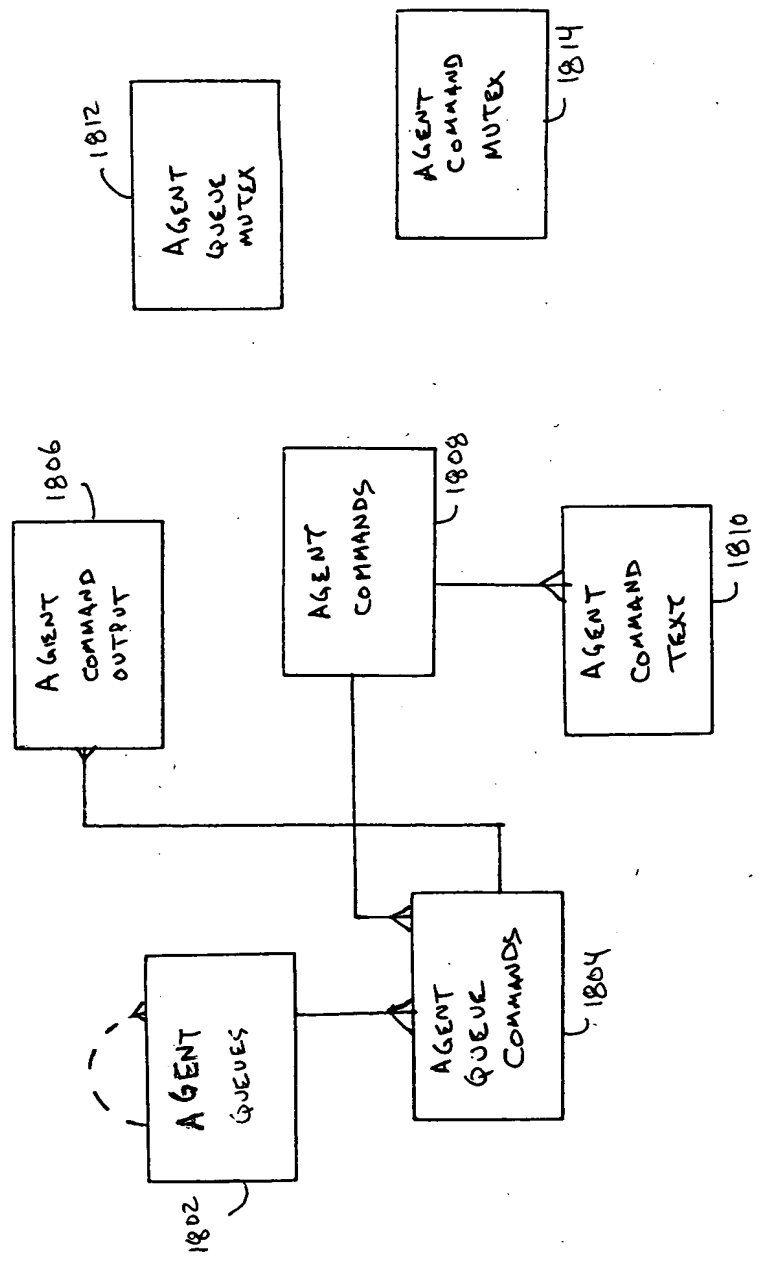 1802
AGENT
QUEUES
AGENT
QUEUE
COMMANDS
1804
1806
AGENT
COMMAND
OUTPUT
AGENT
COMMANDS
1808
AGENT
COMMAND
TEXT
1810
1812
AGENT
QUEUE
MUTEX
AGENT
COMMAND
MUTEX
1814